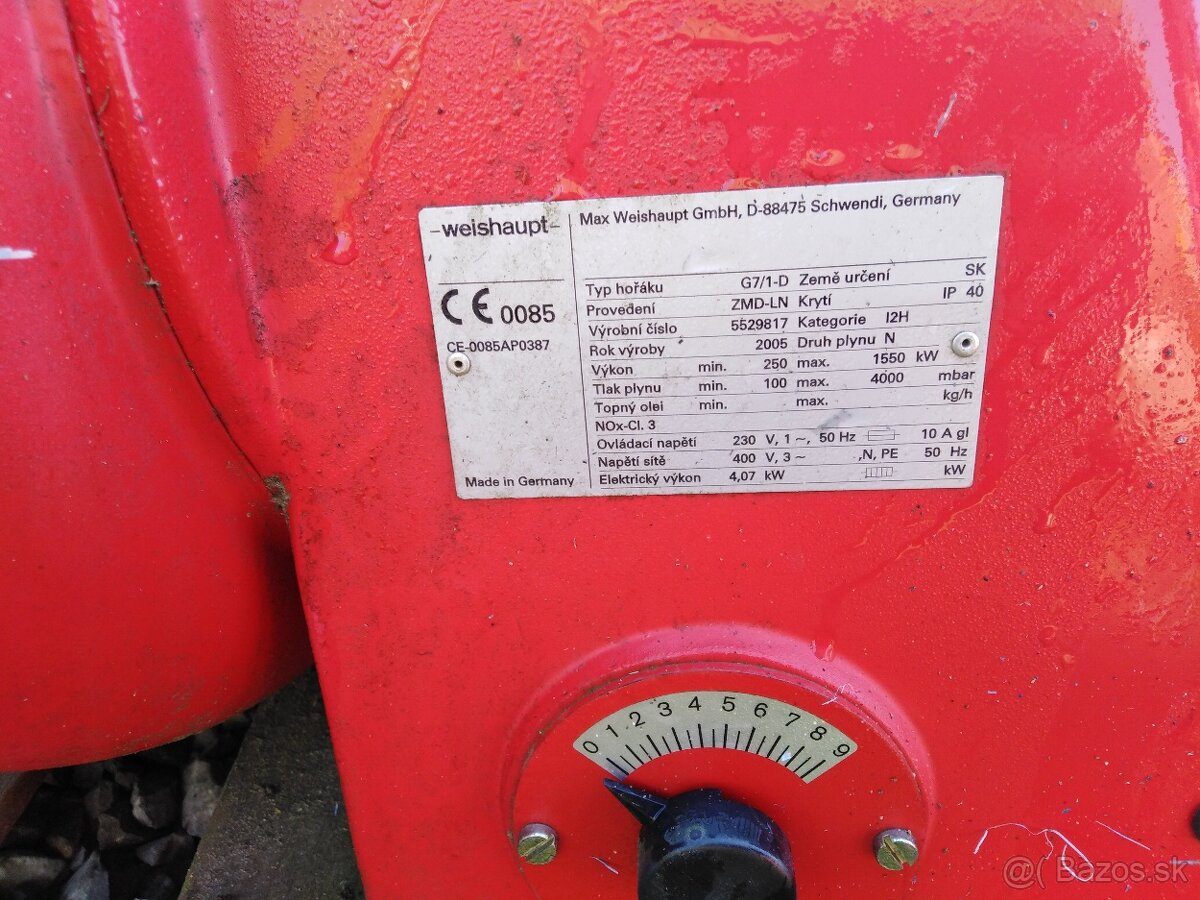 -weishaupt-
Max Weishaupt GmbH, D-88475 Schwendi, Germany
CE 0085
CE-0085AP0387
Made in Germany
Typ hořáku G7/1-D Země určení SK
Provedení ZMD-LN Krytí IP 40
Výrobní číslo 5529817 Kategorie I2H
Rok výroby 2005 Druh plynu N
Výkon min. 250 max. 1550 kW
Tlak plynu min. 100 max. 4000 mbar
Topný olei min. max. kg/h
NOx-Cl. 3
Ovládací napětí 230 V, 1 ~, 50 Hz 10 A gl
Napětí sítě 400 V, 3 ~ ,N, PE 50 Hz
Elektrický výkon 4,07 kW kW
0 1 2 3 4 5 6 7 8 9
@( Bazos.sk